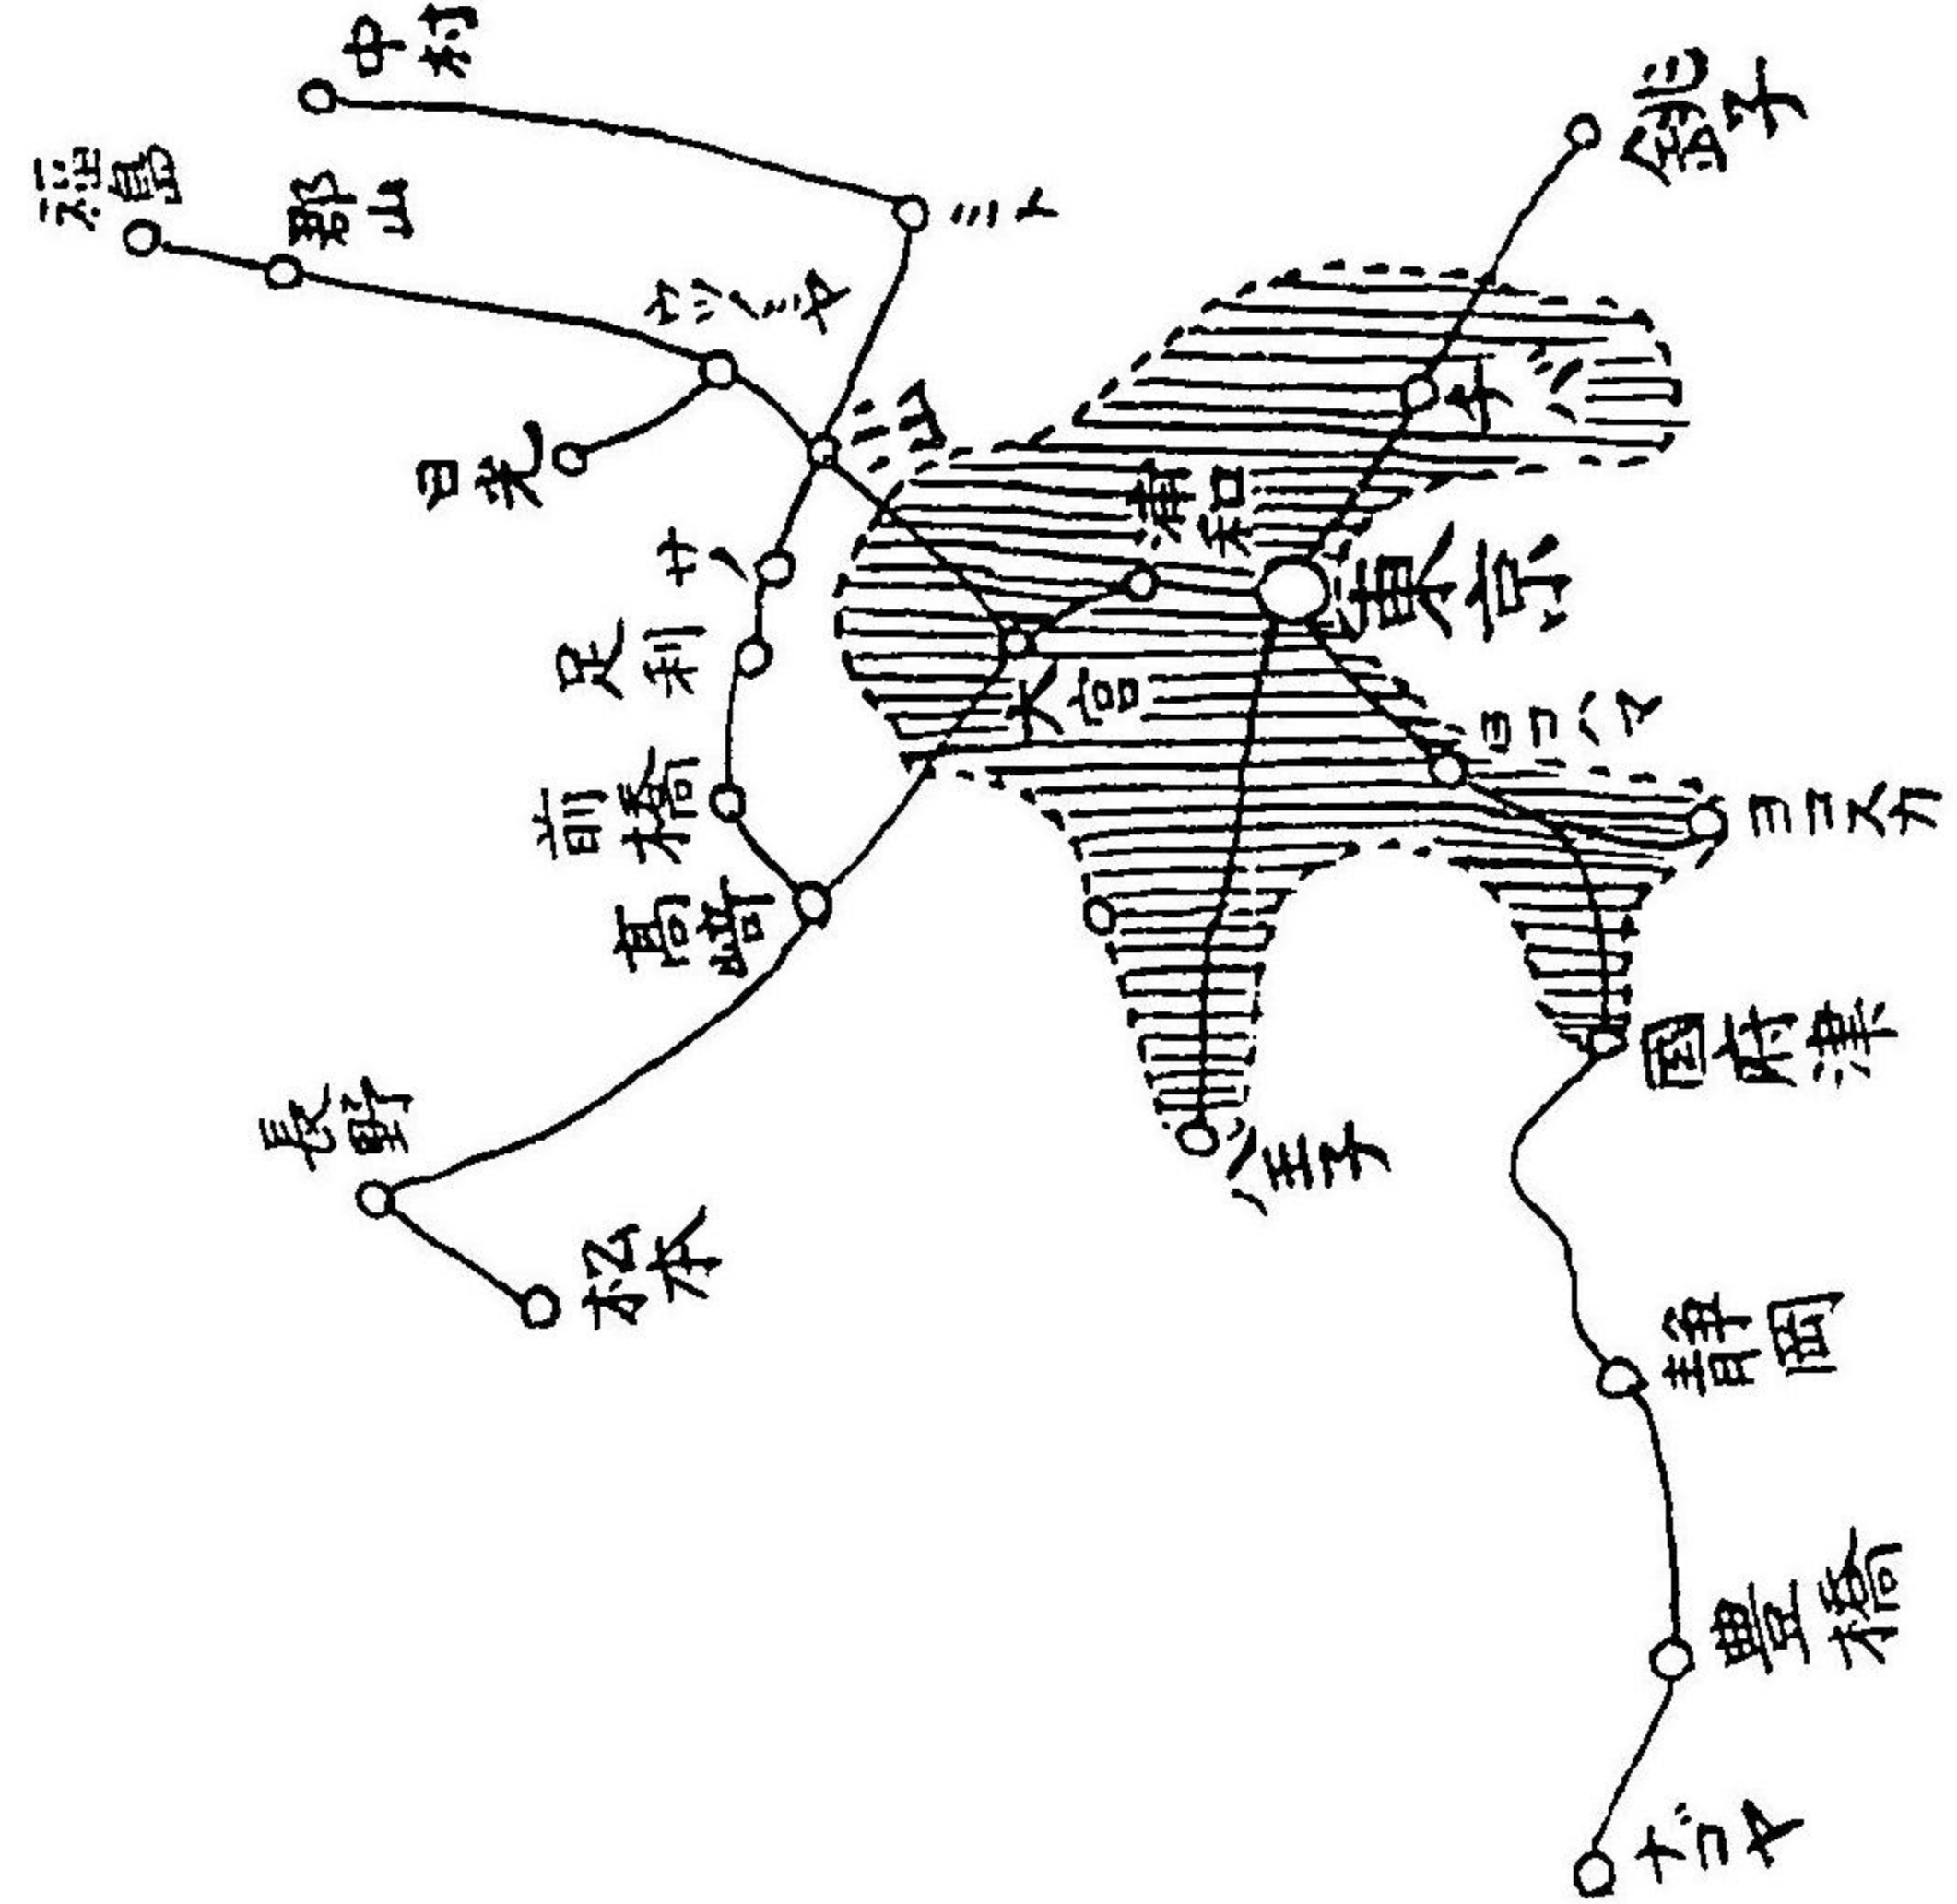 中村
福島
郡山
ミト
銚子
ウツノミヤ
日光
小山
千バ
サノ
足利
東京
大宮
前橋
高崎
ヨコハマ
ヨコスカ
国府津
長野
松本
八王子
静岡
豊橋
ナゴヤ